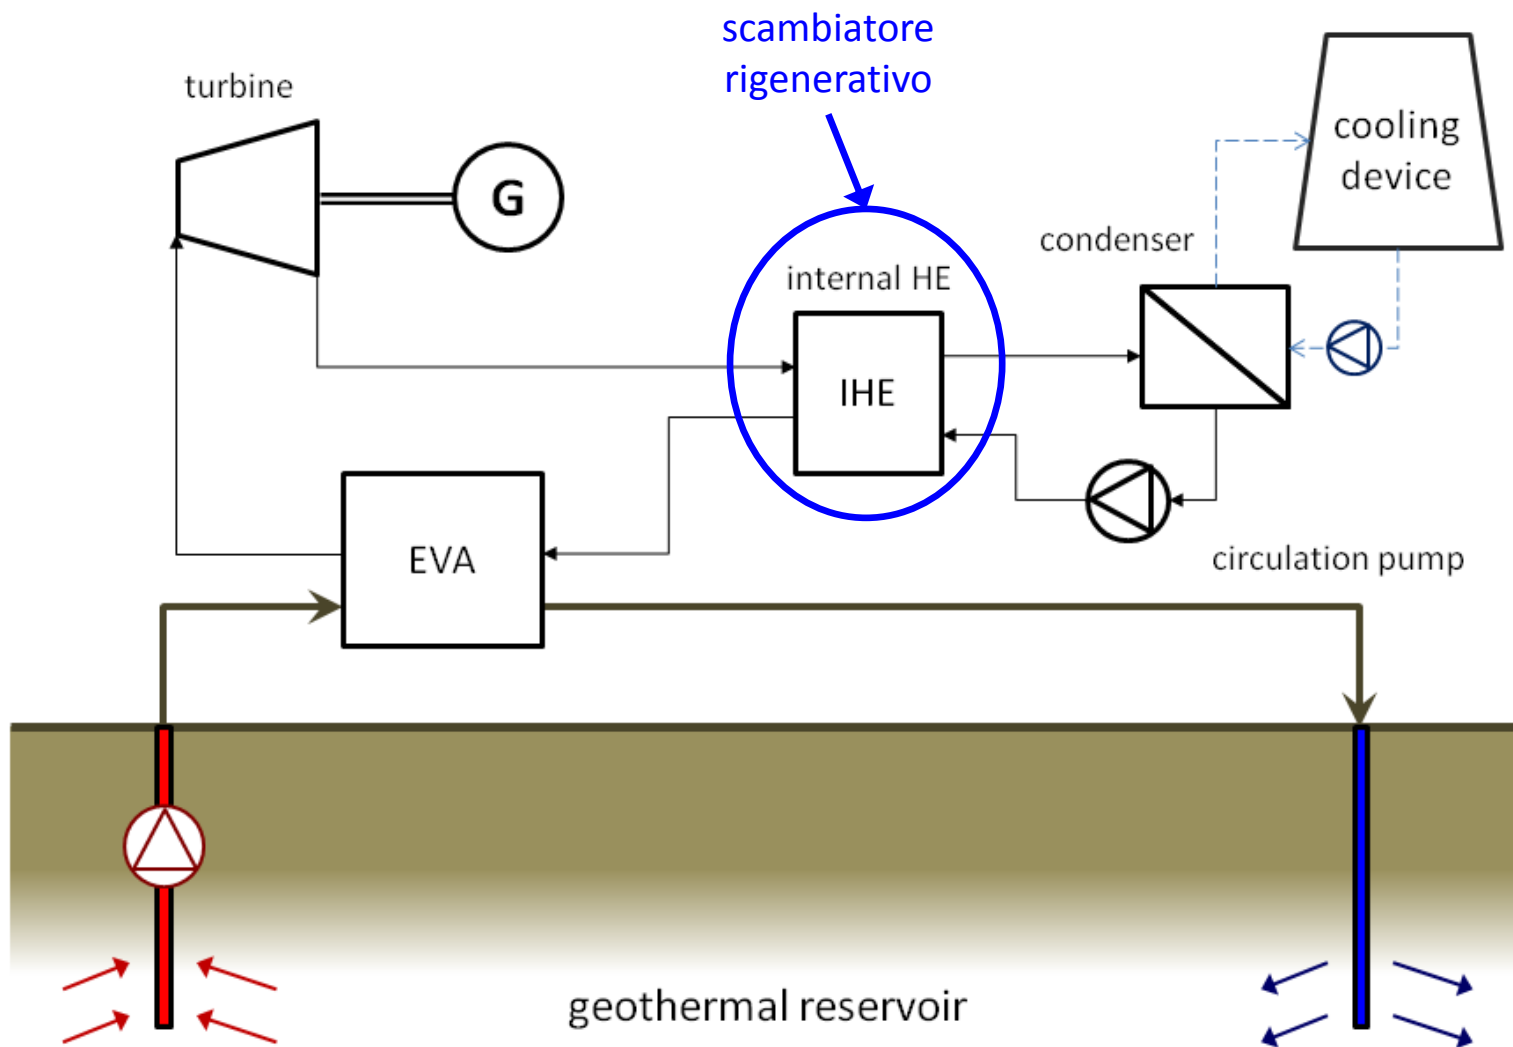 scambiatore
rigenerativo
turbine
G
cooling
device
condenser
internal HE
IHE
EVA
circulation pump
geothermal reservoir